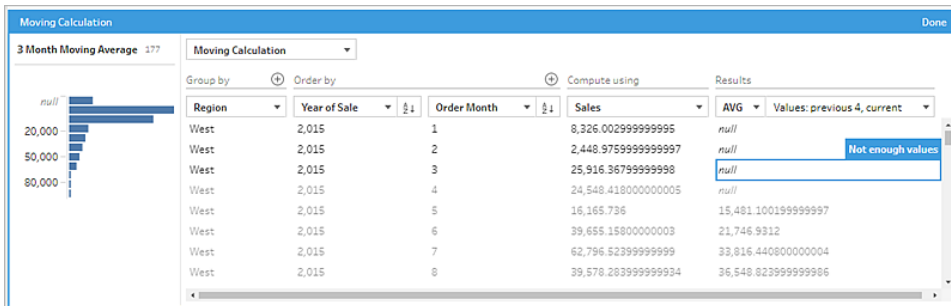 Moving Calculation Done
3 Month Moving Average 177 Moving Calculation
Group by Order by Compute using Results
Region Year of Sale Order Month Sales AVG Values: previous 4, current
null
20,000
50,000
80,000
West 2,015 1 8,326.002999999995 null
West 2,015 2 2,448.9759999999997 null Not enough values
West 2,015 3 25,916.36799999998 null
West 2,015 4 24,548.418000000005 null
West 2,015 5 16,165.736 15,481.100199999997
West 2,015 6 39,655.15800000003 21,746.9312
West 2,015 7 62,796.52399999999 33,816.440800000004
West 2,015 8 39,578.283999999934 36,548.823999999986